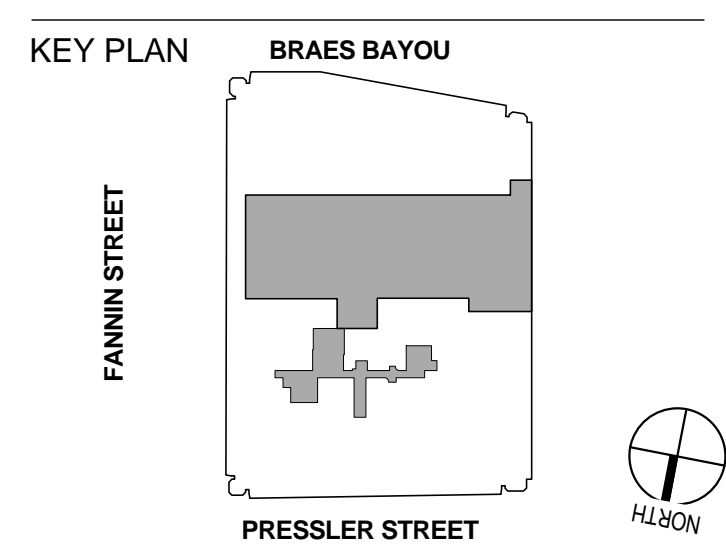 KEY PLAN
BRAES BAYOU
FANNIN STREET
NORTH
PRESSLER STREET